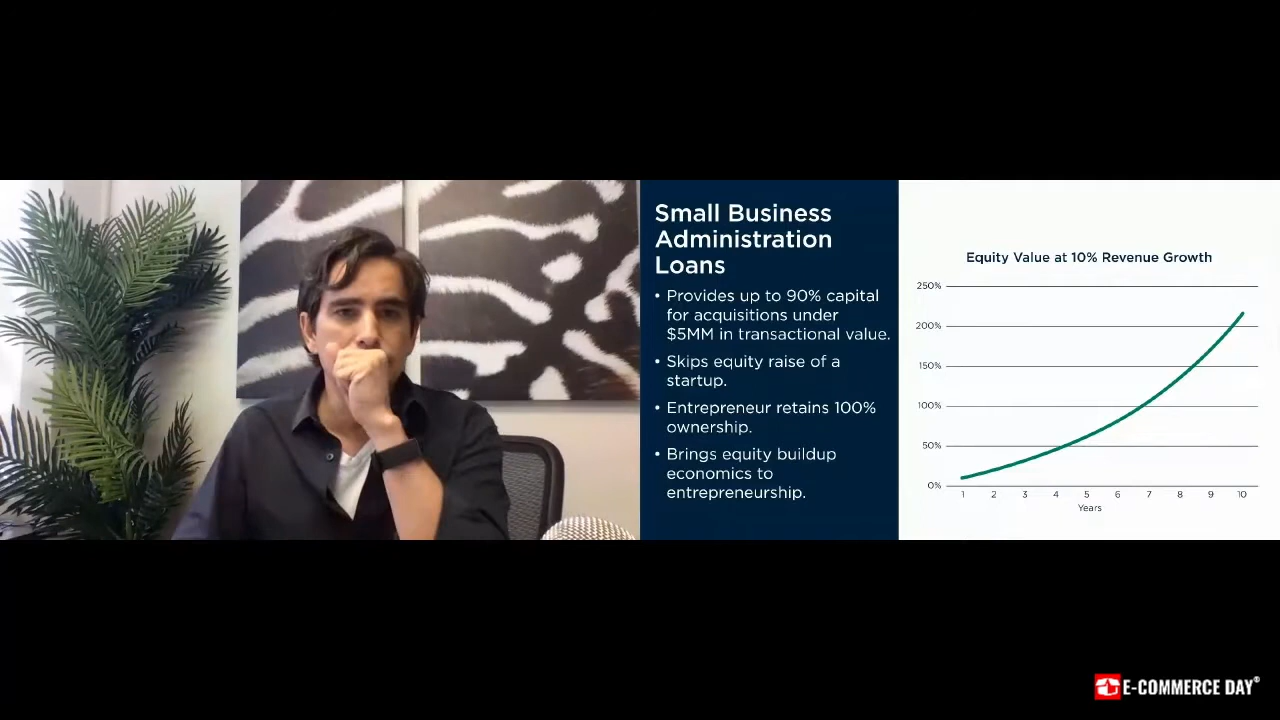 Small Business
Administration
Loans
• Provides up to 90% capital
for acquisitions under
$5MM in transactional value.
• Skips equity raise of a
startup.
• Entrepreneur retains 100%
ownership.
• Brings equity buildup
economics to
entrepreneurship.
Equity Value at 10% Revenue Growth
250%
200%
150%
100%
50%
0%
1 2 3 4 5 6 7 8 9 10
Years
E-COMMERCE DAY®